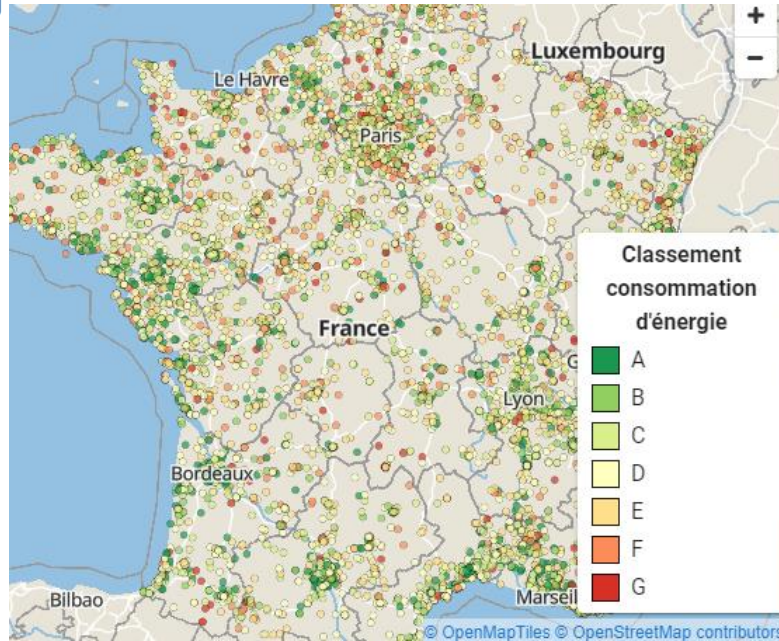 +
Luxembourg
−
Le Havre
Paris
Classement
consommation
d'énergie
France
A
G
B
Lyon
C
D
Bordeaux
E
F
G
Bilbao
Marseil
© OpenMapTiles © OpenStreetMap contributor